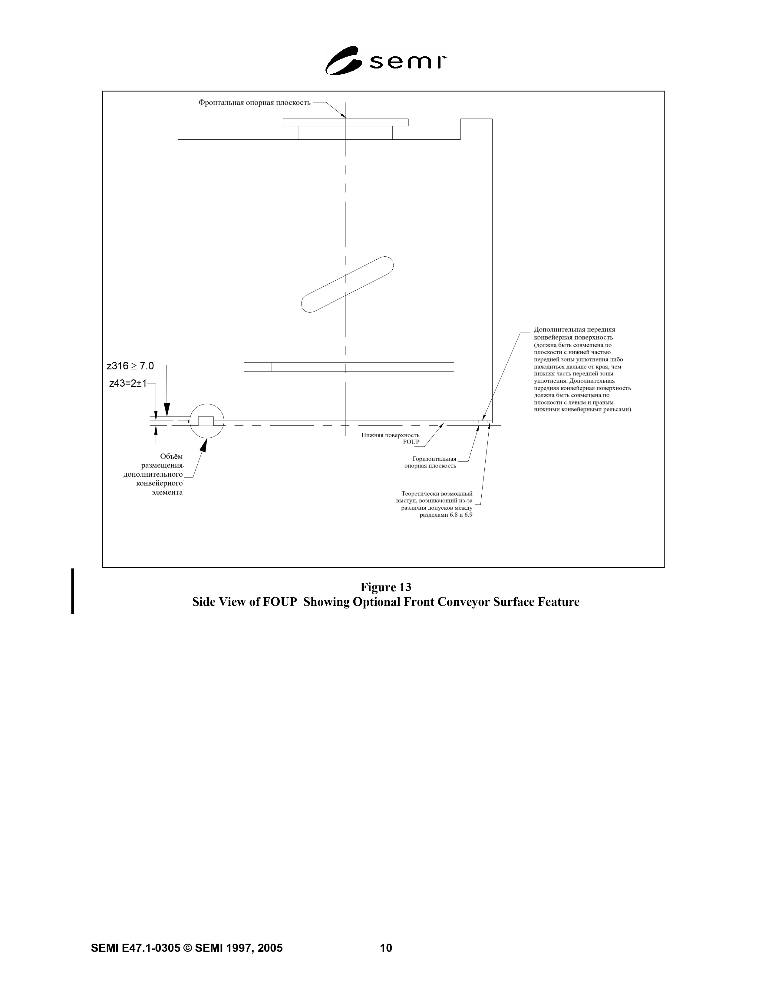 semi™
Фронтальная опорная плоскость
Дополнительная передняя
конвейерная поверхность
(должна быть совмещена по
плоскости с нижней частью
передней зоны уплотнения либо
находиться дальше от края, чем
нижняя часть передней зоны
уплотнения. Дополнительная
передняя конвейерная поверхность
должна быть совмещена по
плоскости с левым и правым
нижними конвейерными рельсами).
z316 ≥ 7.0
z43=2±1
Нижняя поверхность
FOUP
Объём
размещения
дополнительного
конвейерного
элемента
Горизонтальная
опорная плоскость
Теоретически возможный
выступ, возникающий из-за
различия допусков между
разделами 6.8 и 6.9
Figure 13
Side View of FOUP Showing Optional Front Conveyor Surface Feature
SEMI E47.1-0305 © SEMI 1997, 2005 10